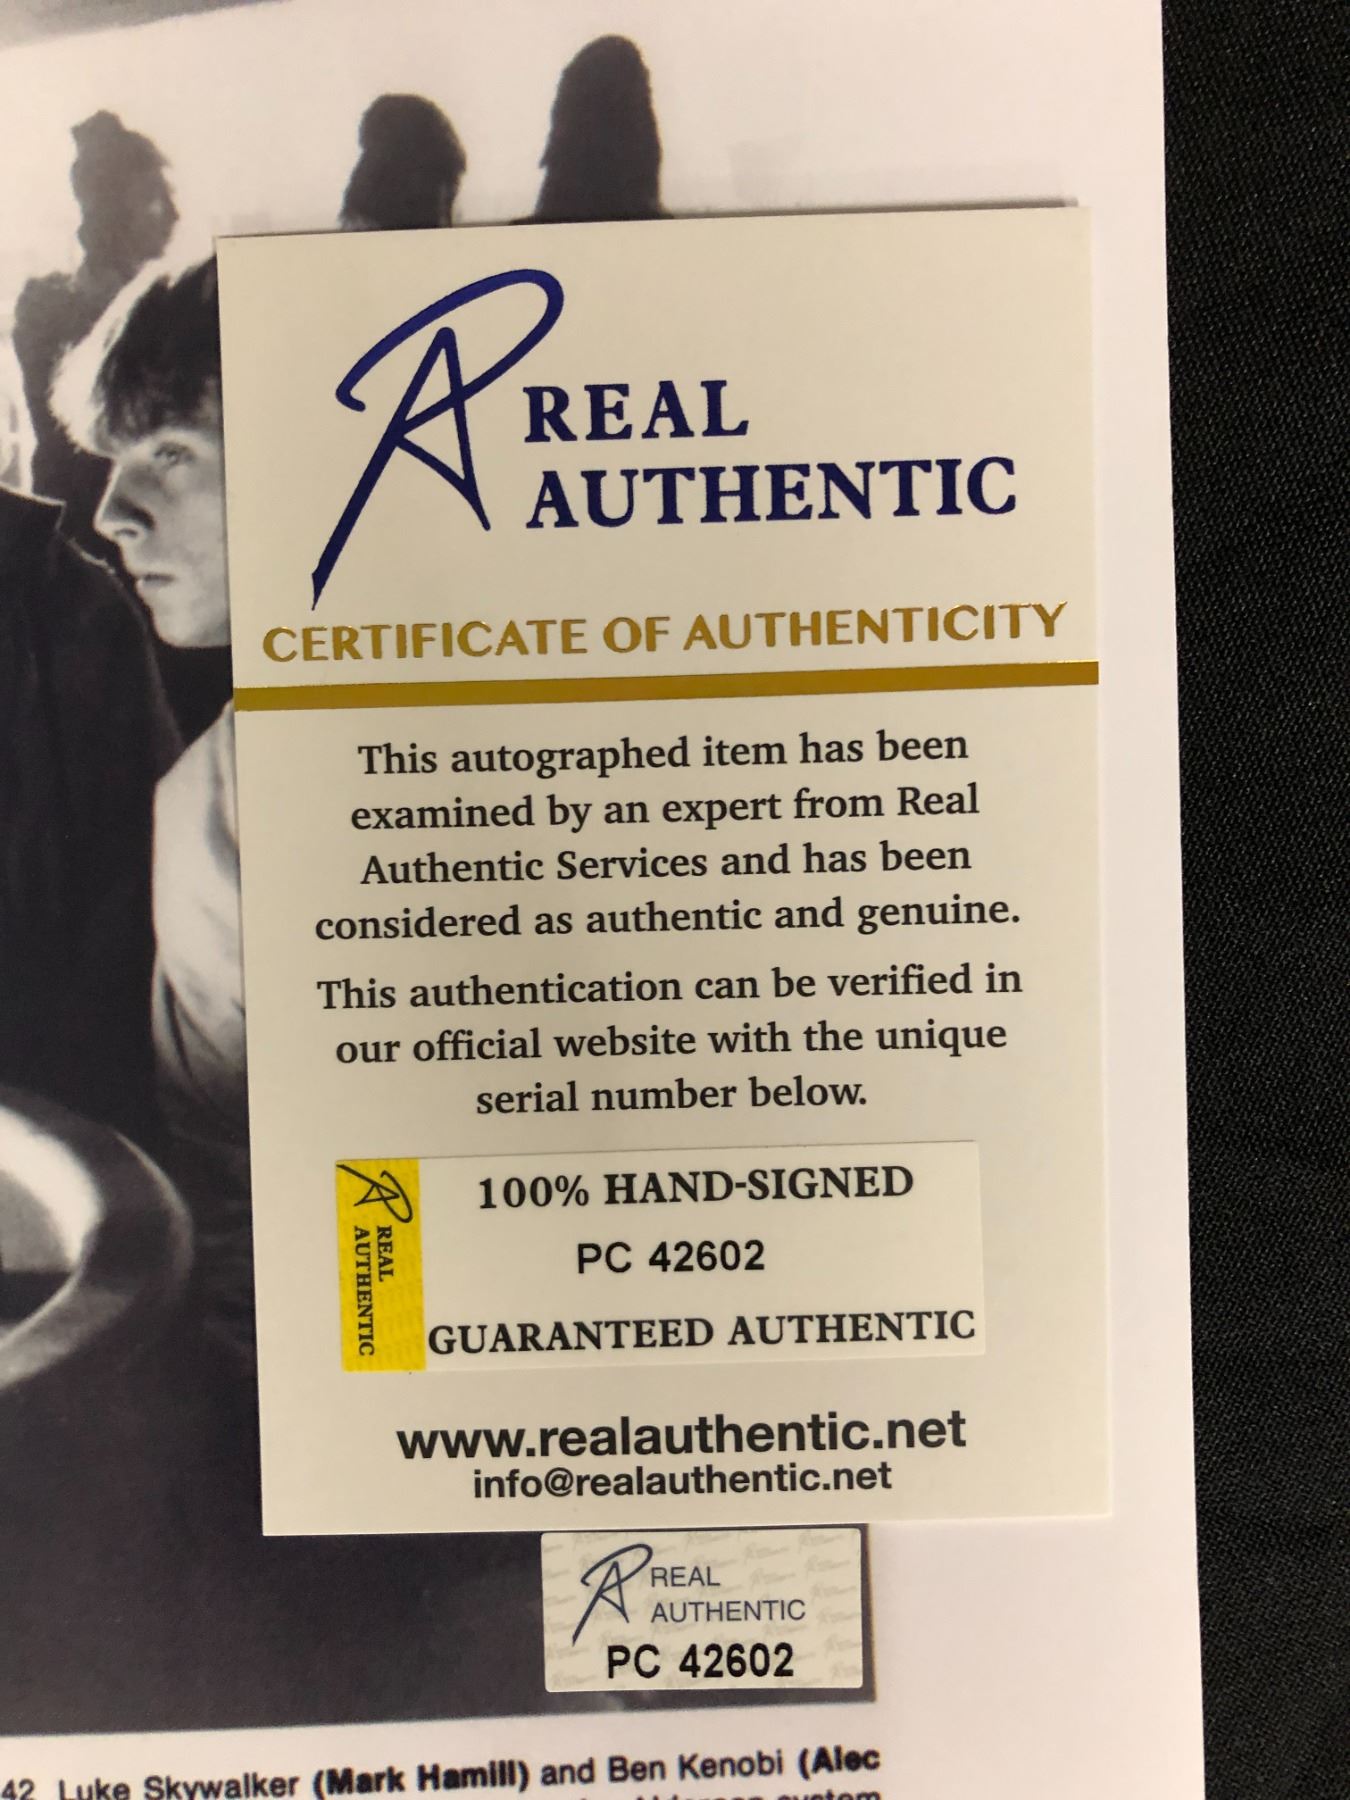 REAL
AUTHENTIC
CERTIFICATE OF AUTHENTICITY
This autographed item has been
examined by an expert from Real
Authentic Services and has been
considered as authentic and genuine.
This authentication can be verified in
our official website with the unique
serial number below.
REAL
AUTHENTIC
100% HAND-SIGNED
PC 42602
GUARANTEED AUTHENTIC
www.realauthentic.net
info@realauthentic.net
REAL
AUTHENTIC
PC 42602
42 Luke Skywalker (Mark Hamill) and Ben Kenobi (Alec
system